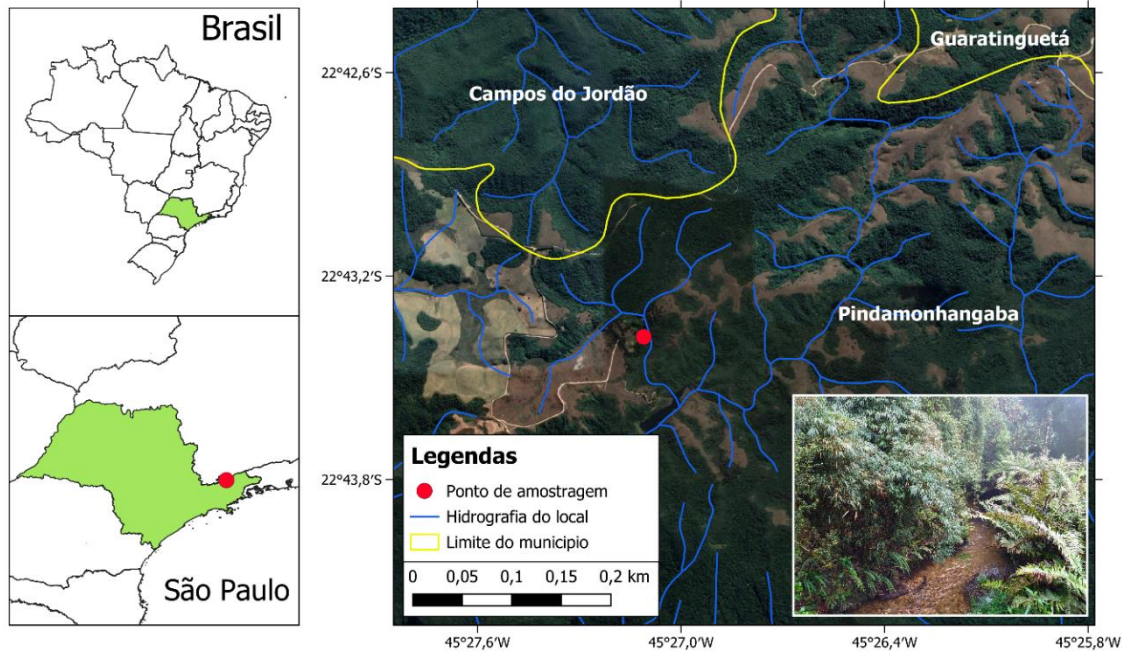 Brasil
São Paulo
Guaratinguetá
Campos do Jordão
Pindamonhangaba
22°42,6'S
22°43,2'S
22°43,8'S
Legendas
Ponto de amostragem
Hidrografia do local
Limite do municipio
0 0,05 0,1 0,15 0,2 km
45°27,6'W 45°27,0'W 45°26,4'W 45°25,8'W